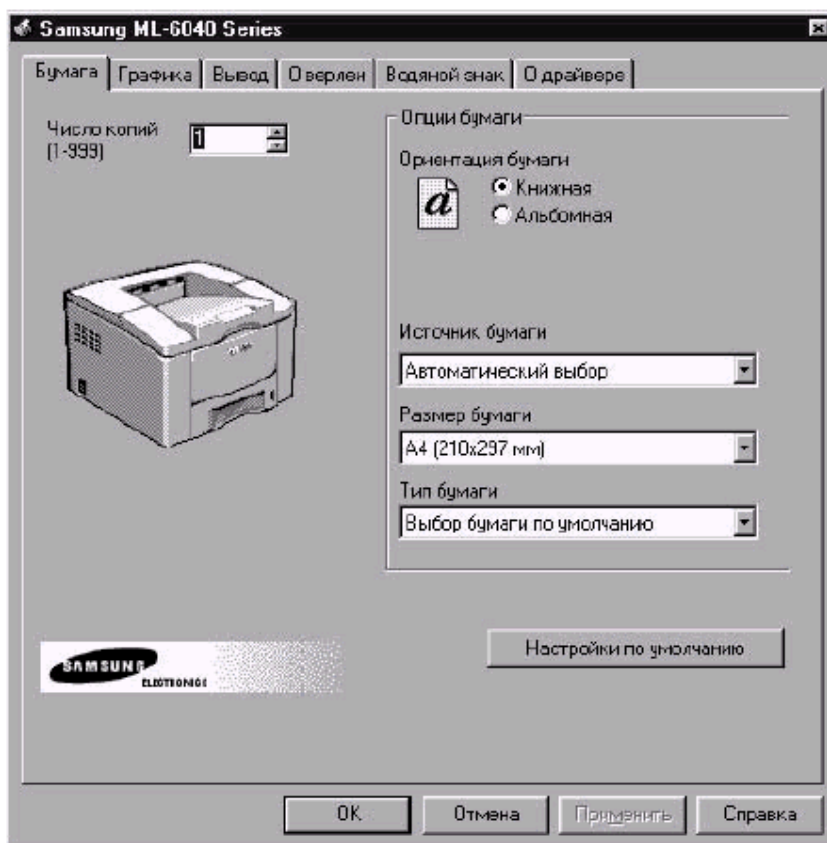 Samsung ML-6040 Series
Бумага
Графика
Вывод
Оверлеи
Водяной знак
О драйвере
Число копий
(1-999)
1
Опции бумаги
Ориентация бумаги
a
Книжная
Альбомная
Источник бумаги
Автоматический выбор
Размер бумаги
A4 (210x297 мм)
Тип бумаги
Выбор бумаги по умолчанию
Настройки по умолчанию
SAMSUNG
ELECTRONICS
OK
Отмена
Применить
Справка